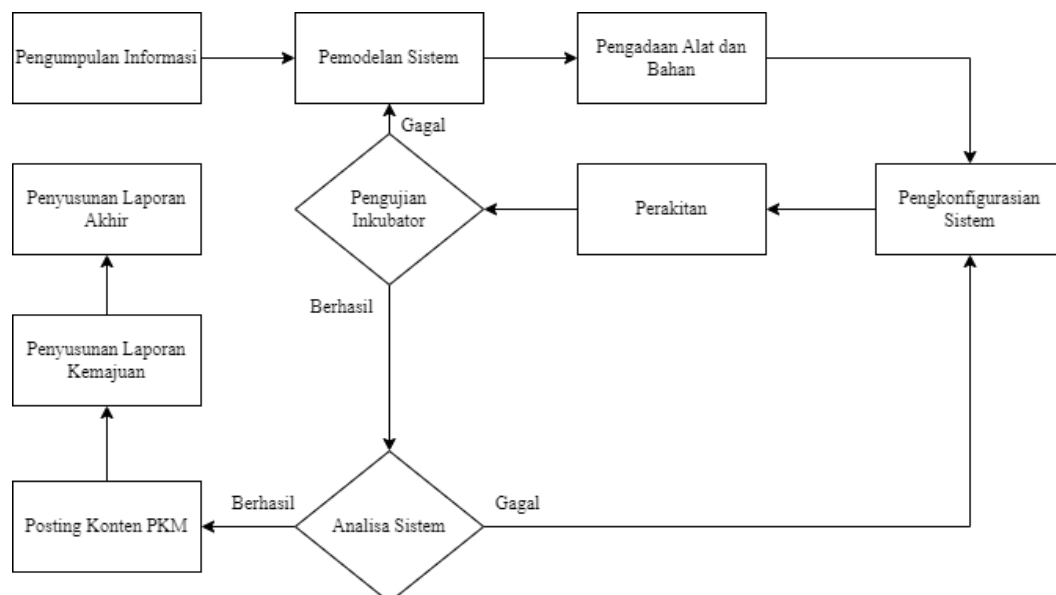 Pengumpulan Informasi
Pemodelan Sistem
Pengadaan Alat dan
Bahan
Gagal
Penyusunan Laporan
Akhir
Pengujian
Inkubator
Perakitan
Pengkonfigurasian
Sistem
Berhasil
Penyusunan Laporan
Kemajuan
Posting Konten PKM
Berhasil
Analisa Sistem
Gagal